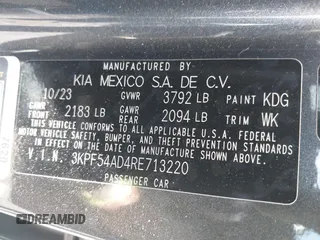 MANUFACTURED BY
KIA MEXICO S.A. DE C.V.
10/23 GVWR 3792 LB PAINT KDG
GAWR FRONT 2183 LB GAWR REAR 2094 LB TRIM WK
THIS VEHICLE CONFORMS TO ALL APPLICABLE U.S. FEDERAL
MOTOR VEHICLE SAFETY, BUMPER, AND THEFT PREVENTION
STANDARDS IN EFFECT ON THE DATE OF MANUFACTURE SHOWN ABOVE.
V.I.N. 3KPF54AD4RE713220
PASSENGER CAR
DREAMBID